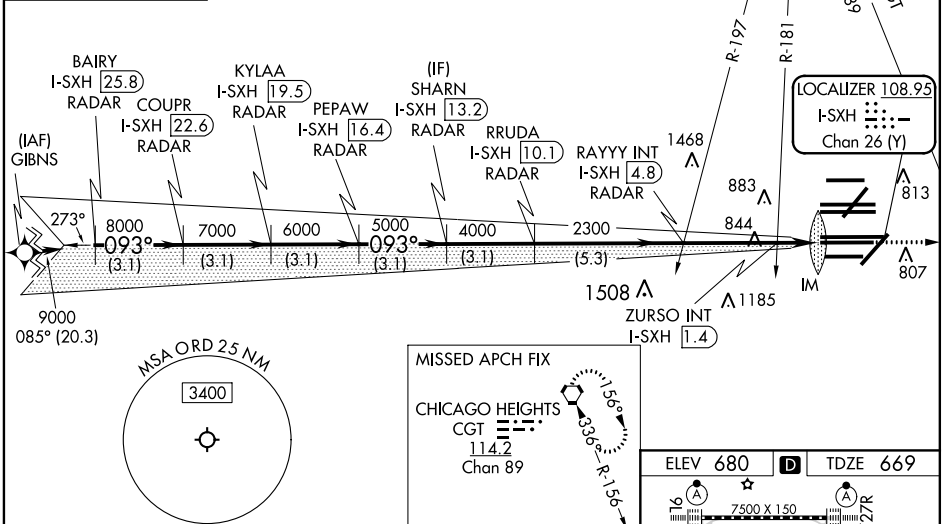 R-197
R-181
39
GT
BAIRY
I-SXH 25.8
RADAR
COUPR
I-SXH 22.6
RADAR
KYLAA
I-SXH 19.5
RADAR
PEPAW
I-SXH 16.4
RADAR
(IF)
SHARN
I-SXH 13.2
RADAR
RRUDA
I-SXH 10.1
RADAR
RAYYY INT
I-SXH 4.8
RADAR
LOCALIZER 108.95
I-SXH
Chan 26 (Y)
(IAF)
GIBNS
1468
883
844
813
807
273°
8000
7000
6000
5000
4000
2300
093°
093°
(3.1)
(3.1)
(3.1)
(3.1)
(3.1)
(5.3)
9000
085° (20.3)
1508
1185
IM
ZURSO INT
I-SXH 1.4
MSA ORD 25 NM
3400
MISSED APCH FIX
CHICAGO HEIGHTS
CGT
114.2
Chan 89
156°
336°
R-156
ELEV 680 D TDZE 669
A
A
9L
7500 X 150
27R